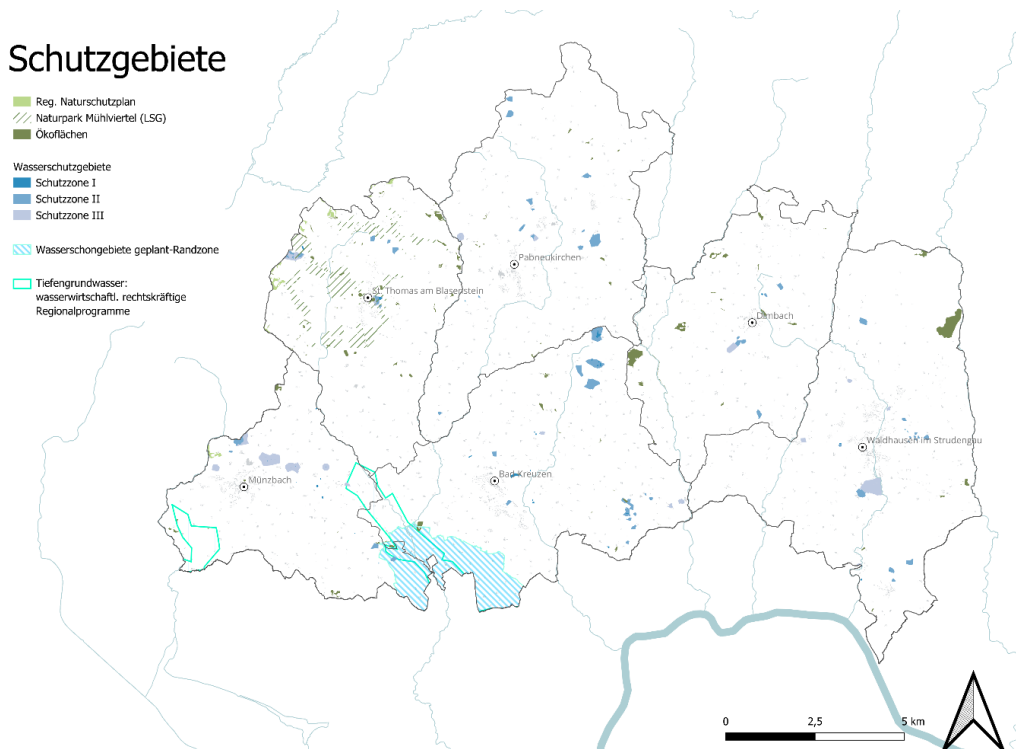 Schutzgebiete
Reg. Naturschutzplan
Naturpark Mühlviertel (LSG)
Ökoflächen
Wasserschutzgebiete
Schutzzone I
Schutzzone II
Schutzzone III
Wasserschongebiete geplant-Randzone
Tiefengrundwasser:
wasserwirtschaftl. rechtskräftige
Regionalprogramme
Pabneukirchen
St. Thomas am Blasenstein
Dimbach
Waldhausen im Strudengau
Bad Kreuzen
Münzbach
0 2,5 5 km